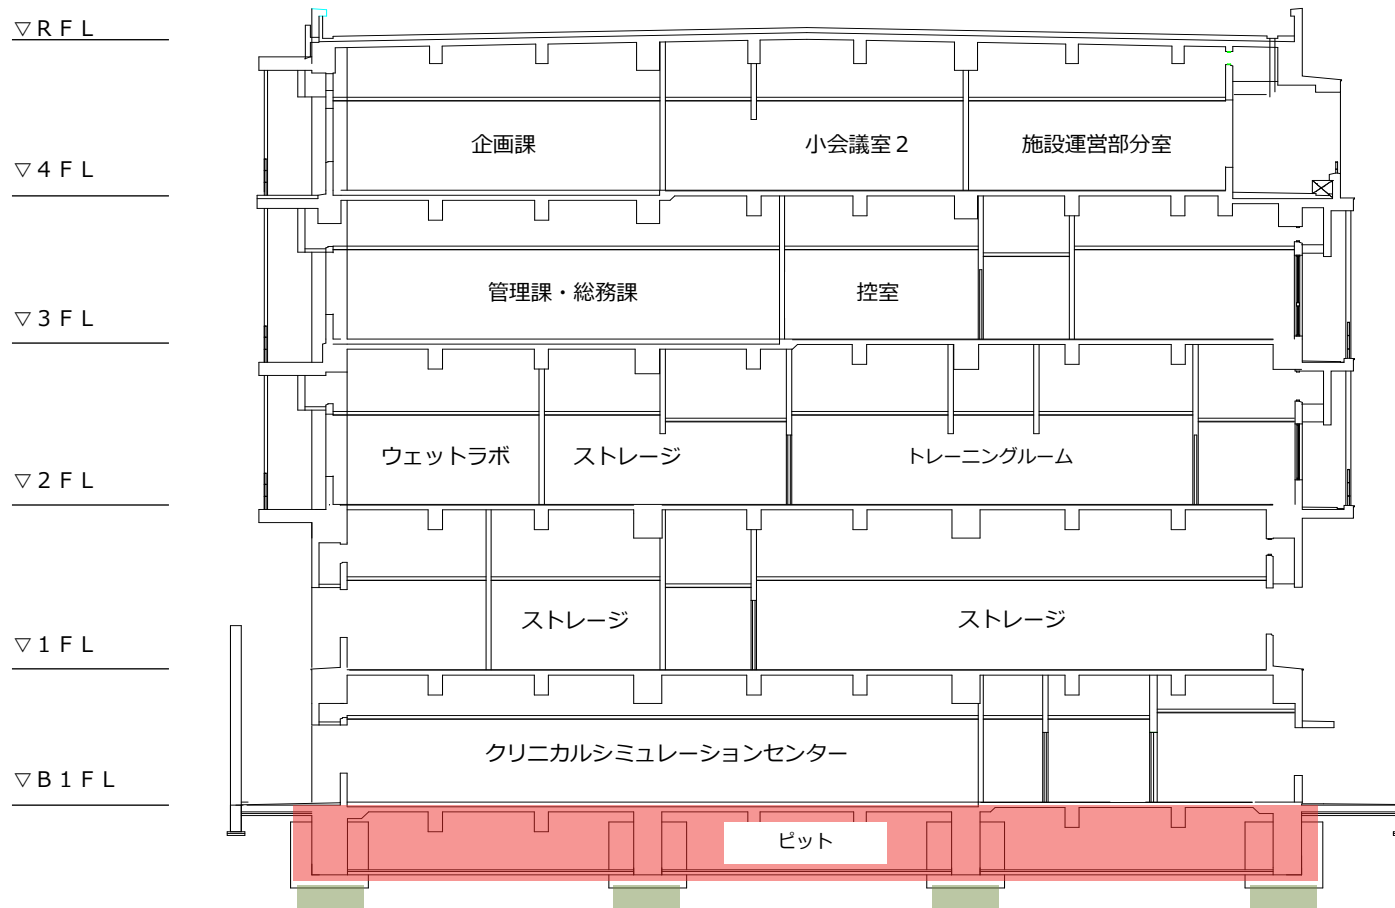 ▽ＲＦＬ
企画課
小会議室２
施設運営部分室
▽４ＦＬ
管理課・総務課
控室
▽３ＦＬ
ウェットラボ
ストレージ
トレーニングルーム
▽２ＦＬ
ストレージ
ストレージ
▽１ＦＬ
クリニカルシミュレーションセンター
▽Ｂ１ＦＬ
ピット